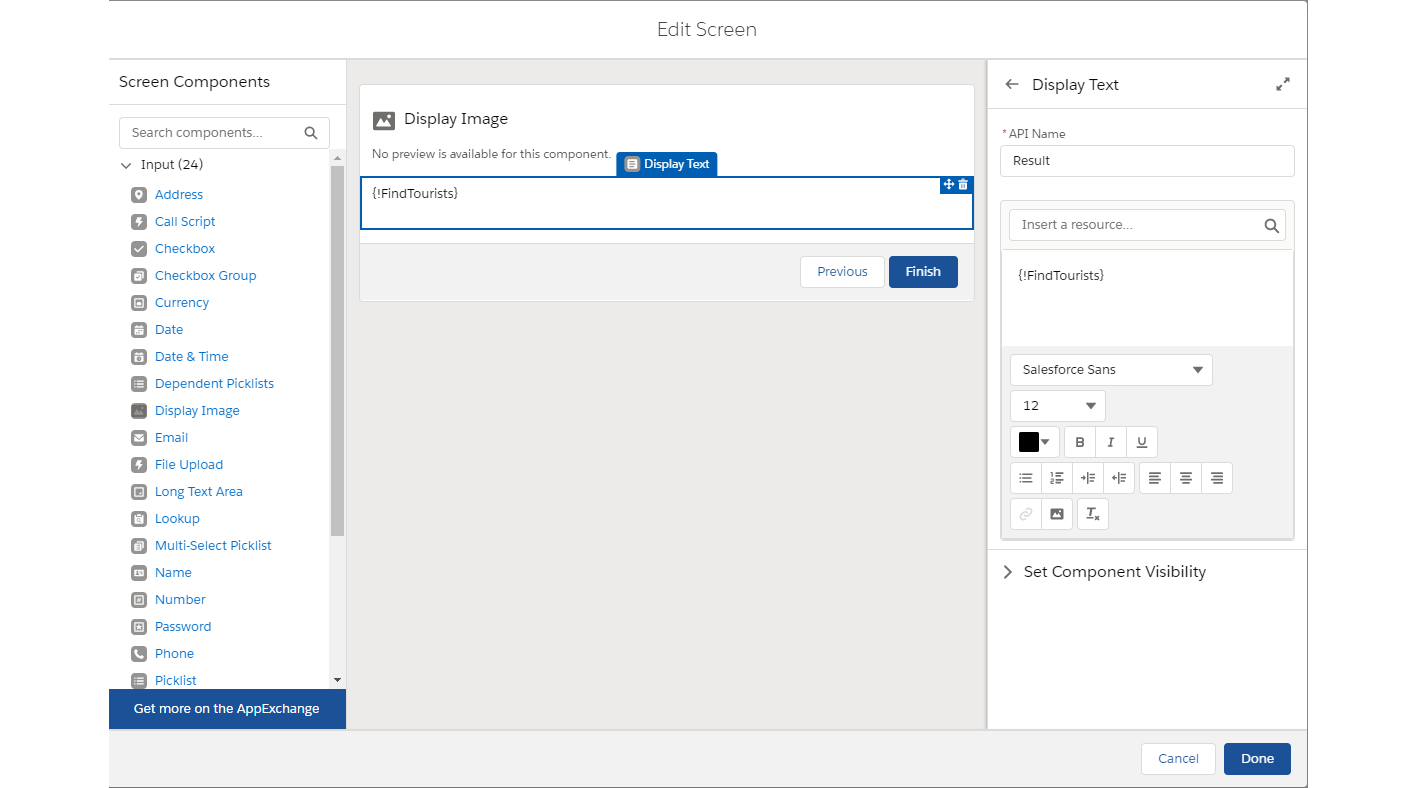 Edit Screen
Screen Components
Search components...
Input (24)
Address
Call Script
Checkbox
Checkbox Group
Currency
Date
Date & Time
Dependent Picklists
Display Image
Email
File Upload
Long Text Area
Lookup
Multi-Select Picklist
Name
Number
Password
Phone
Picklist
Get more on the AppExchange
Display Image
No preview is available for this component.
Display Text
{!FindTourists}
Previous
Finish
Display Text
* API Name
Result
Insert a resource...
{!FindTourists}
Salesforce Sans
12
B I U
Set Component Visibility
Cancel
Done